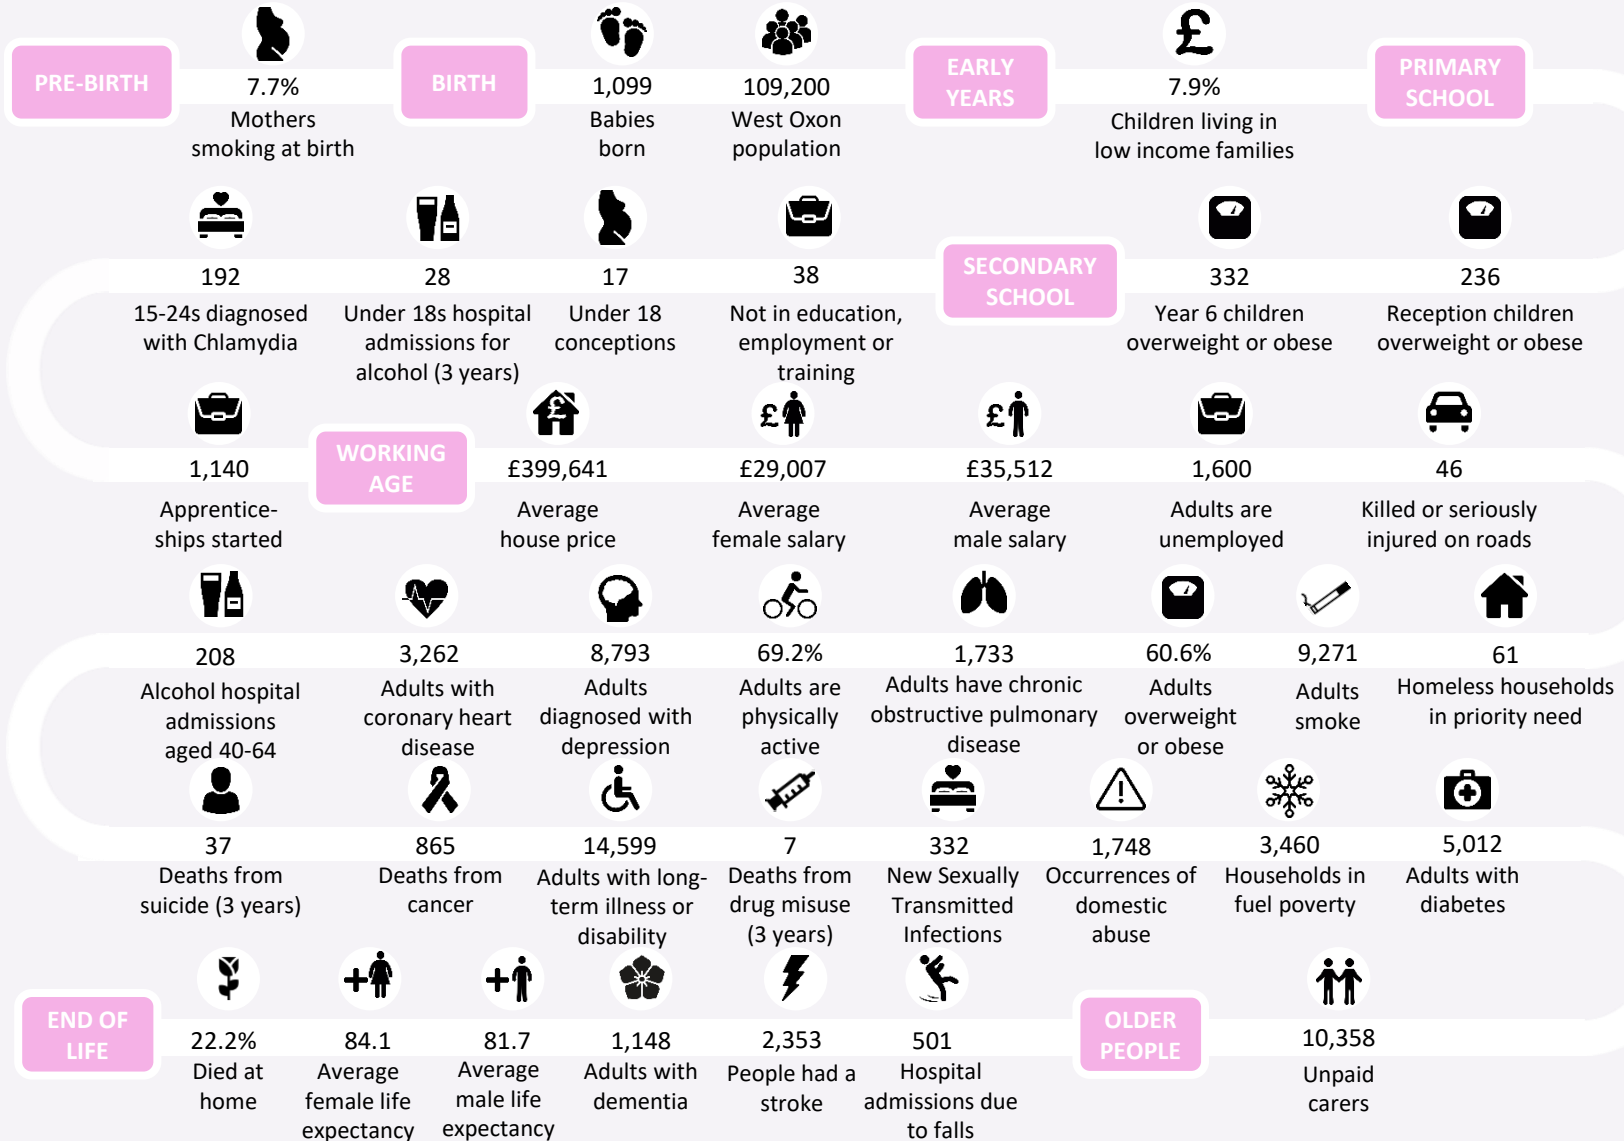 PRE-BIRTH
7.7%
Mothers
smoking at birth
BIRTH
1,099
Babies
born
109,200
West Oxon
population
EARLY
YEARS
7.9%
Children living in
low income families
PRIMARY
SCHOOL
192
15-24s diagnosed
with Chlamydia
28
Under 18s hospital
admissions for
alcohol (3 years)
17
Under 18
conceptions
38
Not in education,
employment or
training
SECONDARY
SCHOOL
332
Year 6 children
overweight or obese
236
Reception children
overweight or obese
1,140
Apprentice-
ships started
WORKING
AGE
£399,641
Average
house price
£
£29,007
Average
female salary
£
£35,512
Average
male salary
1,600
Adults are
unemployed
46
Killed or seriously
injured on roads
208
Alcohol hospital
admissions
aged 40-64
3,262
Adults with
coronary heart
disease
8,793
Adults
diagnosed with
depression
69.2%
Adults are
physically
active
1,733
Adults have chronic
obstructive pulmonary
disease
60.6%
Adults
overweight
or obese
9,271
Adults
smoke
61
Homeless households
in priority need
37
Deaths from
suicide (3 years)
865
Deaths from
cancer
14,599
Adults with long-
term illness or
disability
7
Deaths from
drug misuse
(3 years)
332
New Sexually
Transmitted
Infections
1,748
Occurrences of
domestic
abuse
3,460
Households in
fuel poverty
5,012
Adults with
diabetes
END OF
LIFE
22.2%
Died at
home
84.1
Average
female life
expectancy
81.7
Average
male life
expectancy
1,148
Adults with
dementia
2,353
People had a
stroke
501
Hospital
admissions due
to falls
OLDER
PEOPLE
10,358
Unpaid
carers